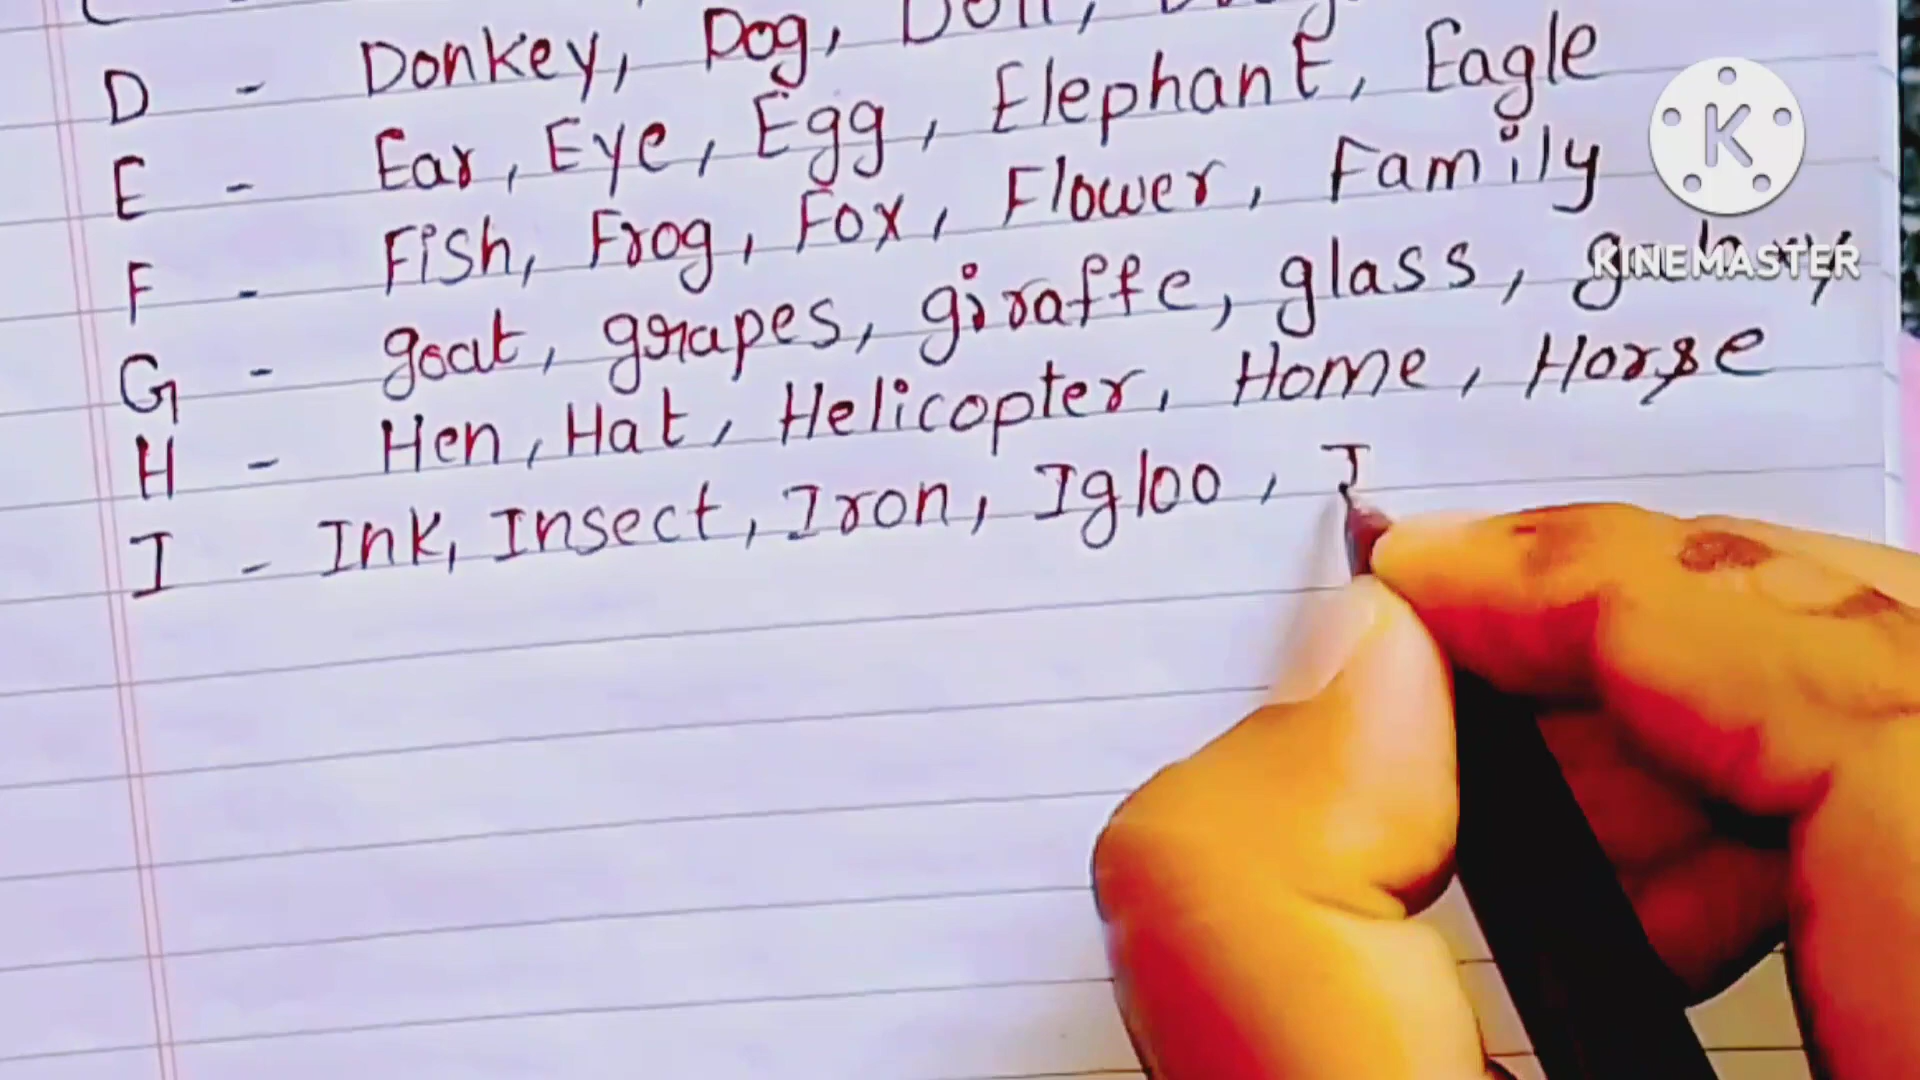 D - Donkey, Dog, Doll,
E - Ear, Eye, Egg, Elephant, Eagle
F - Fish, Frog, Fox, Flower, Family
G - goat, grapes, giraffe, glass,
H - Hen, Hat, Helicopter, Home, Horse
I - Ink, Insect, Iron, Igloo, I
K
KINEMASTER